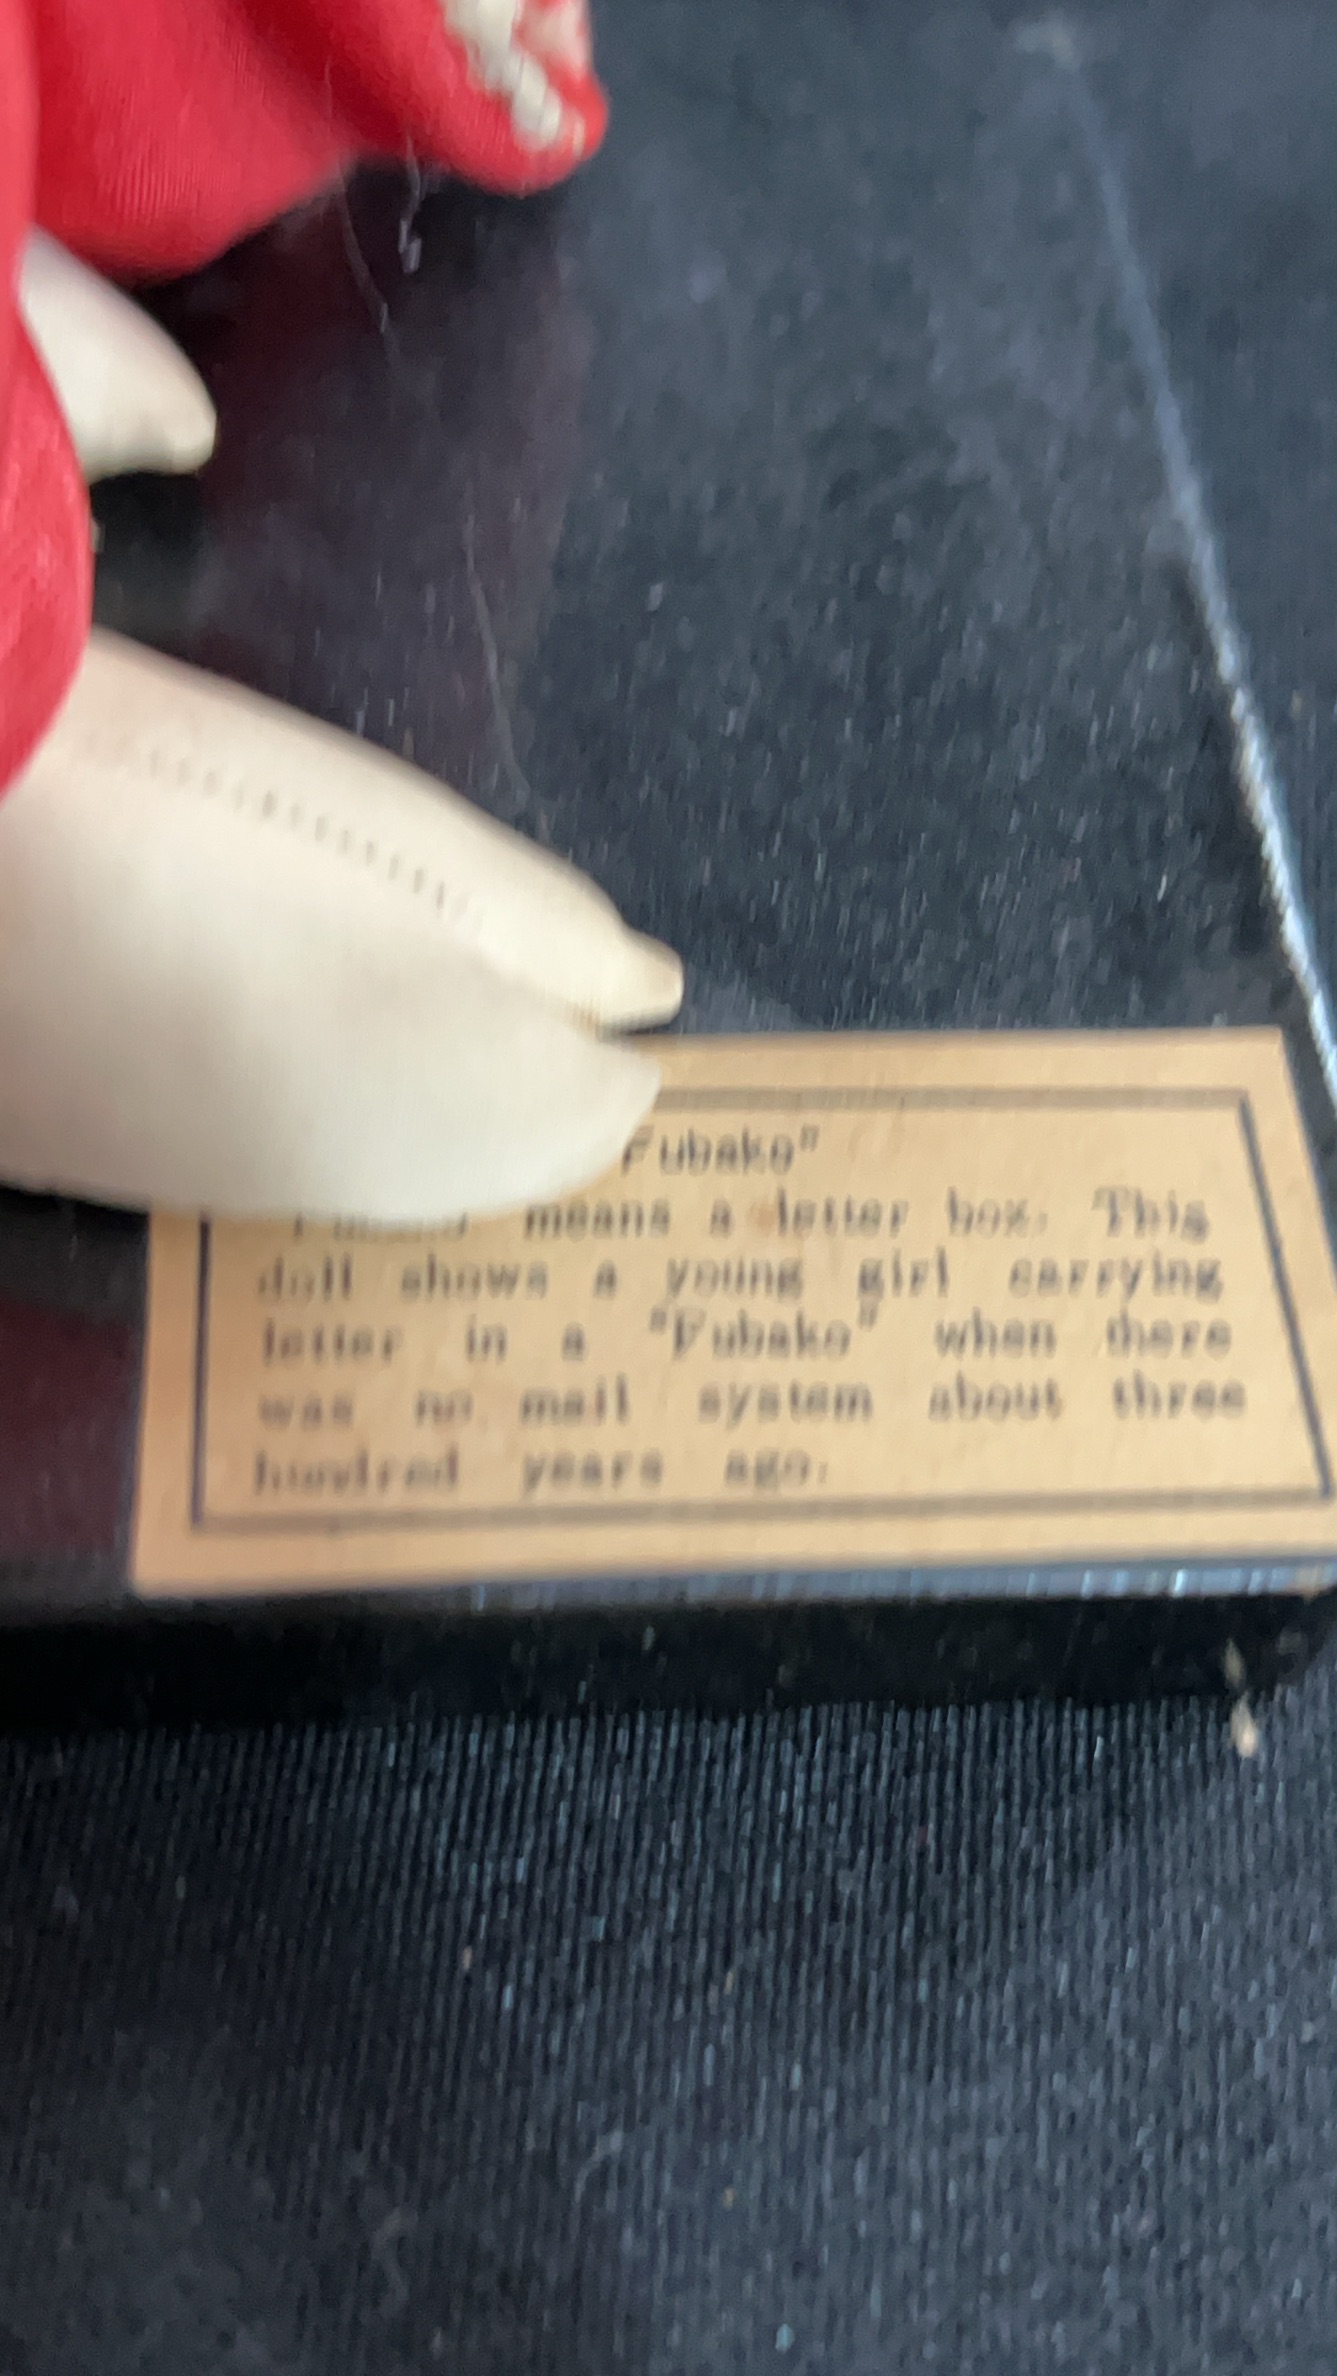 Fubako"
means a letter box. This
doll shows a young girl carrying
letter in a "Fubako" when there
was no mail system about three
hundred years ago.